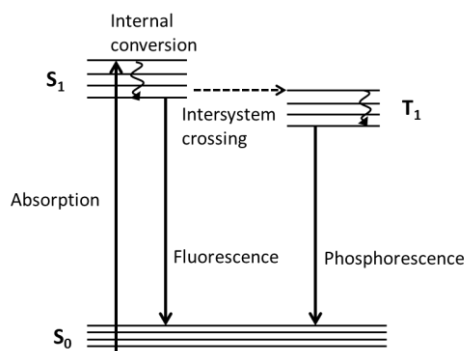 Internal
conversion
S1
Intersystem
crossing
T1
Absorption
Fluorescence
Phosphorescence
S0